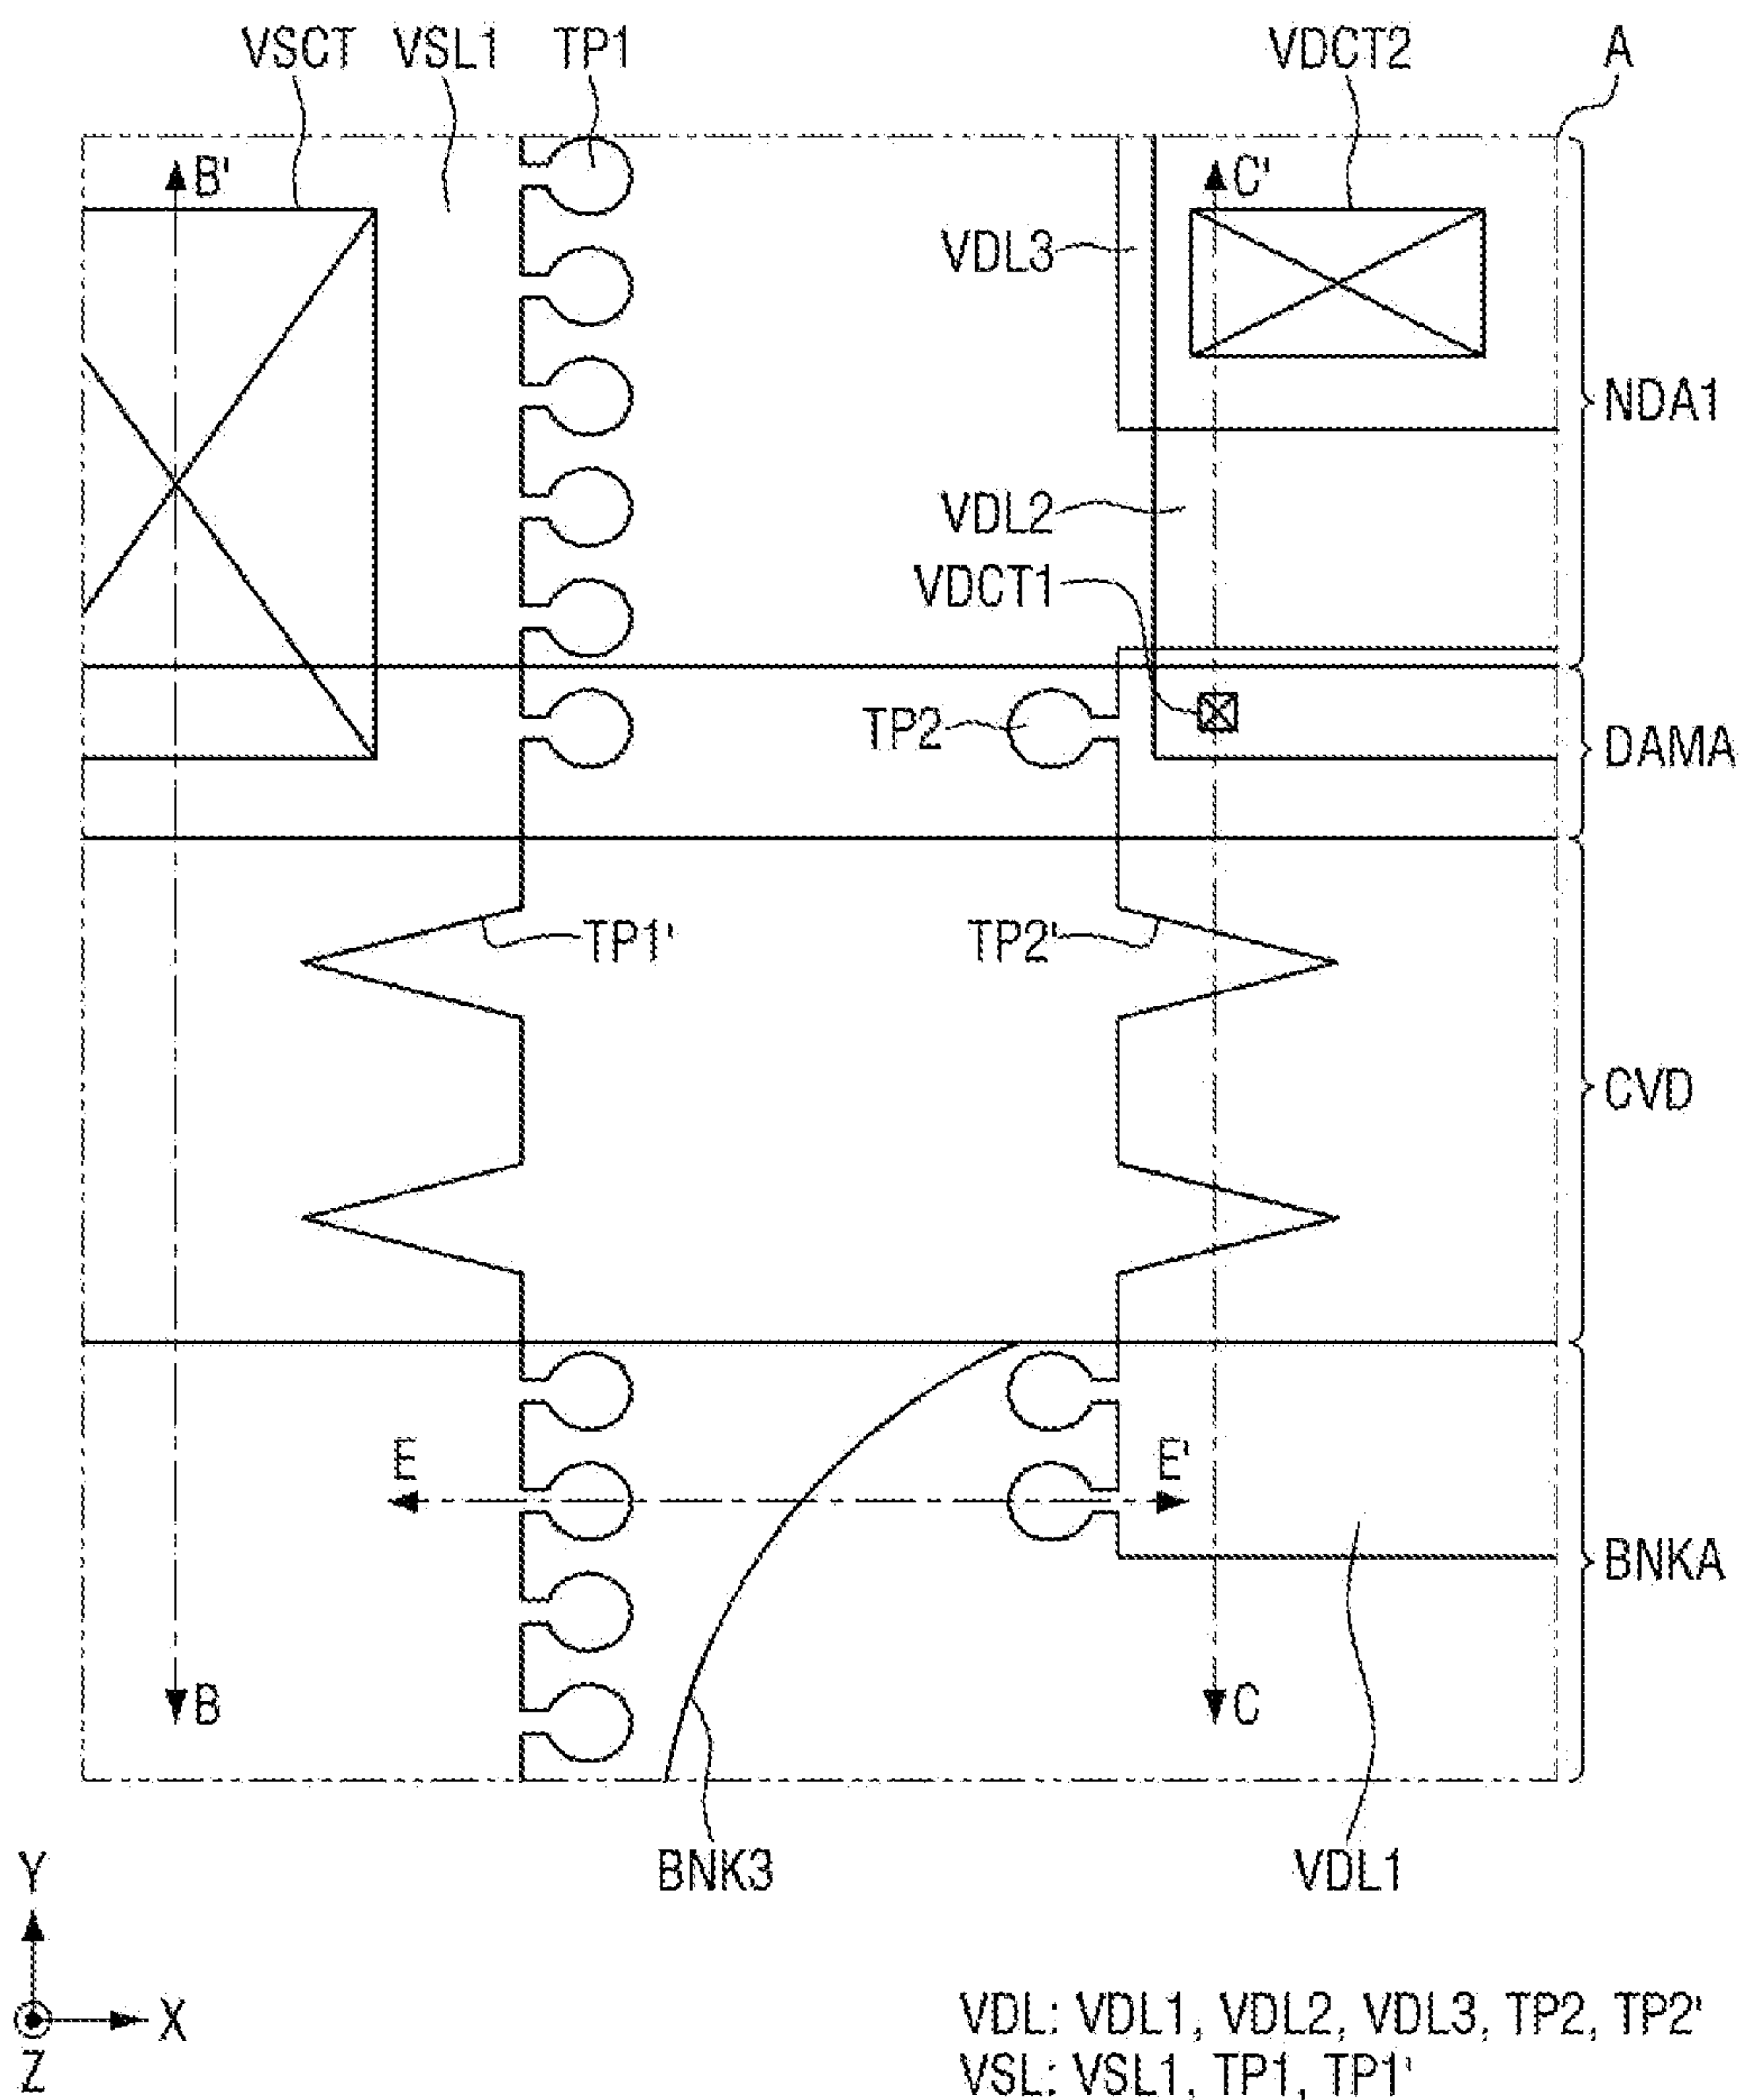 VSCT VSL1 TP1 VDCT2 A
B' C'
VDL3
NDA1
VDL2
VDCT1
TP2
DAMA
TP1' TP2'
CVD
E E'
BNKA
B C
BNK3 VDL1
Y
X
Z
VDL: VDL1, VDL2, VDL3, TP2, TP2'
VSL: VSL1, TP1, TP1'